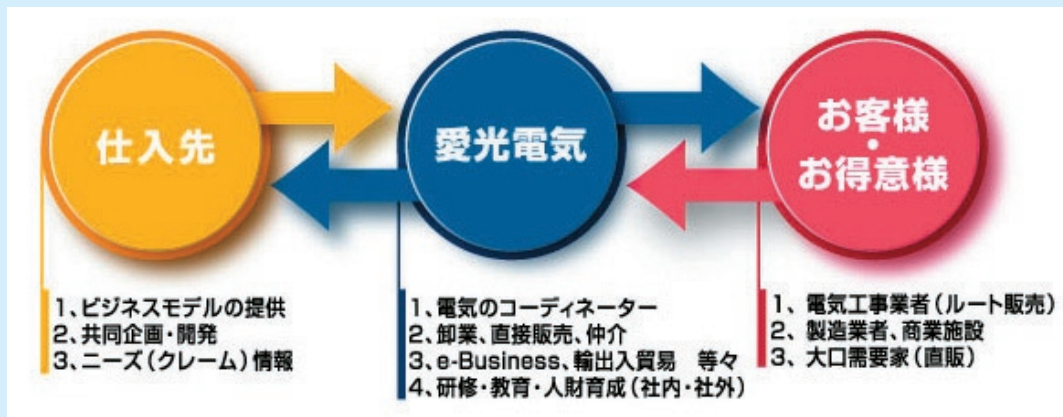 仕入先
愛光電気
お客様
・
お得意様
1、ビジネスモデルの提供
2、共同企画・開発
3、ニーズ(クレーム)情報
1、電気のコーディネーター
2、卸業、直接販売、仲介
3、e-Business、輸出入貿易　等々
4、研修・教育・人財育成(社内・社外)
1、電気工事業者(ルート販売)
2、製造業者、商業施設
3、大口需要家(直販)